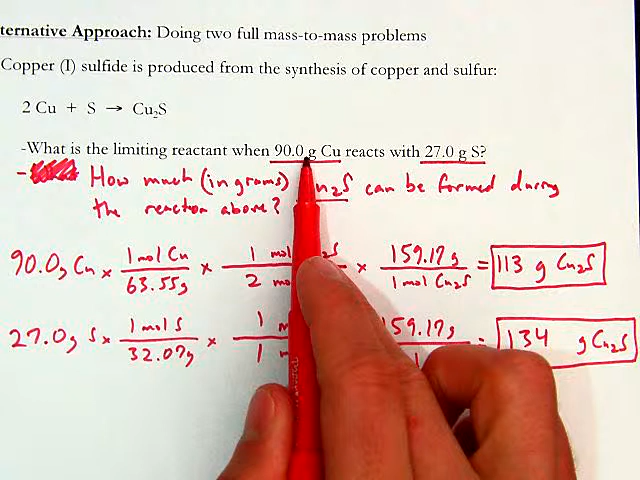 ternative Approach: Doing two full mass-to-mass problems
Copper (I) sulfide is produced from the synthesis of copper and sulfur:
2 Cu + S → Cu₂S
-What is the limiting reactant when 90.0 g Cu reacts with 27.0 g S?
- How much (in grams) Cu₂S can be formed during
the reaction above?
90.0g Cu × 1 mol Cu / 63.55g × 1 mol / 2 × 159.17 g / 1 mol Cu₂S = 113 g Cu₂S
27.0g S × 1 mol S / 32.07g × 1 / 1 159.17g / 1 = 134 g Cu₂S